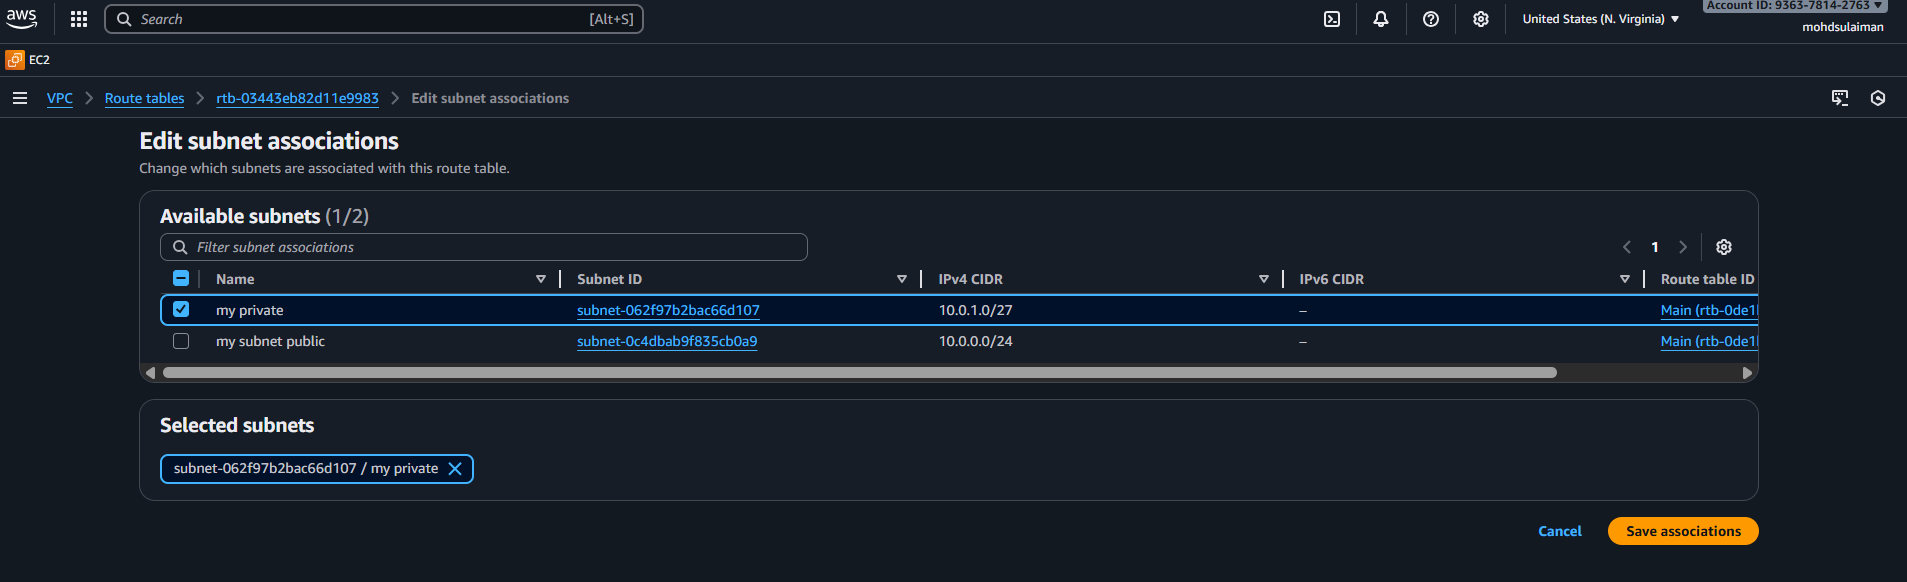 aws Search [Alt+S] United States (N. Virginia) Account ID: 9363-7814-2763
mohdsulaiman
EC2
VPC Route tables rtb-03443eb82d11e9983 Edit subnet associations
Edit subnet associations
Change which subnets are associated with this route table.
Available subnets (1/2)
Filter subnet associations 1
Name Subnet ID IPv4 CIDR IPv6 CIDR Route table ID
my private subnet-062f97b2bac66d107 10.0.1.0/27 – Main (rtb-0de1
my subnet public subnet-0c4dbab9f835cb0a9 10.0.0.0/24 – Main (rtb-0de1
Selected subnets
subnet-062f97b2bac66d107 / my private
Cancel Save associations